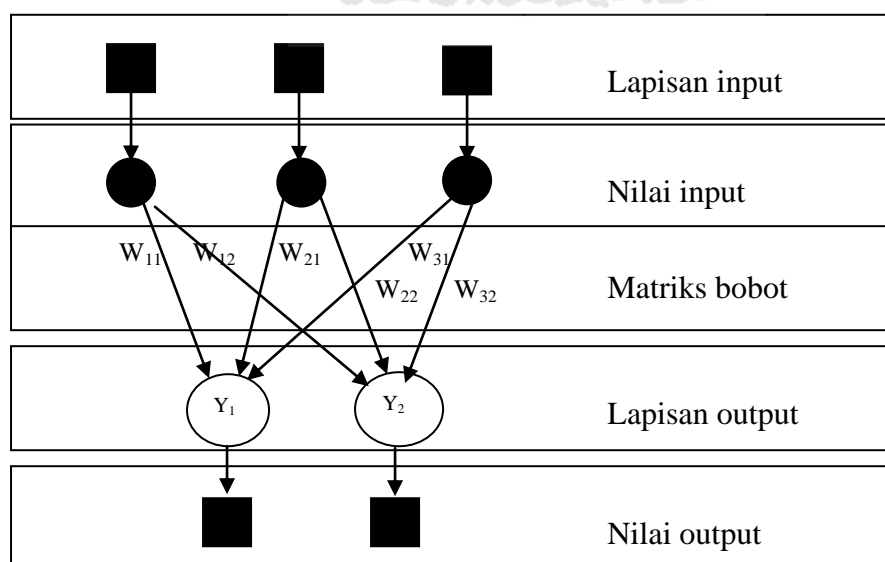 Lapisan input
Nilai input
W₁₁ W₁₂ W₂₁ W₃₁
W₂₂ W₃₂
Matriks bobot
Y₁ Y₂
Lapisan output
Nilai output